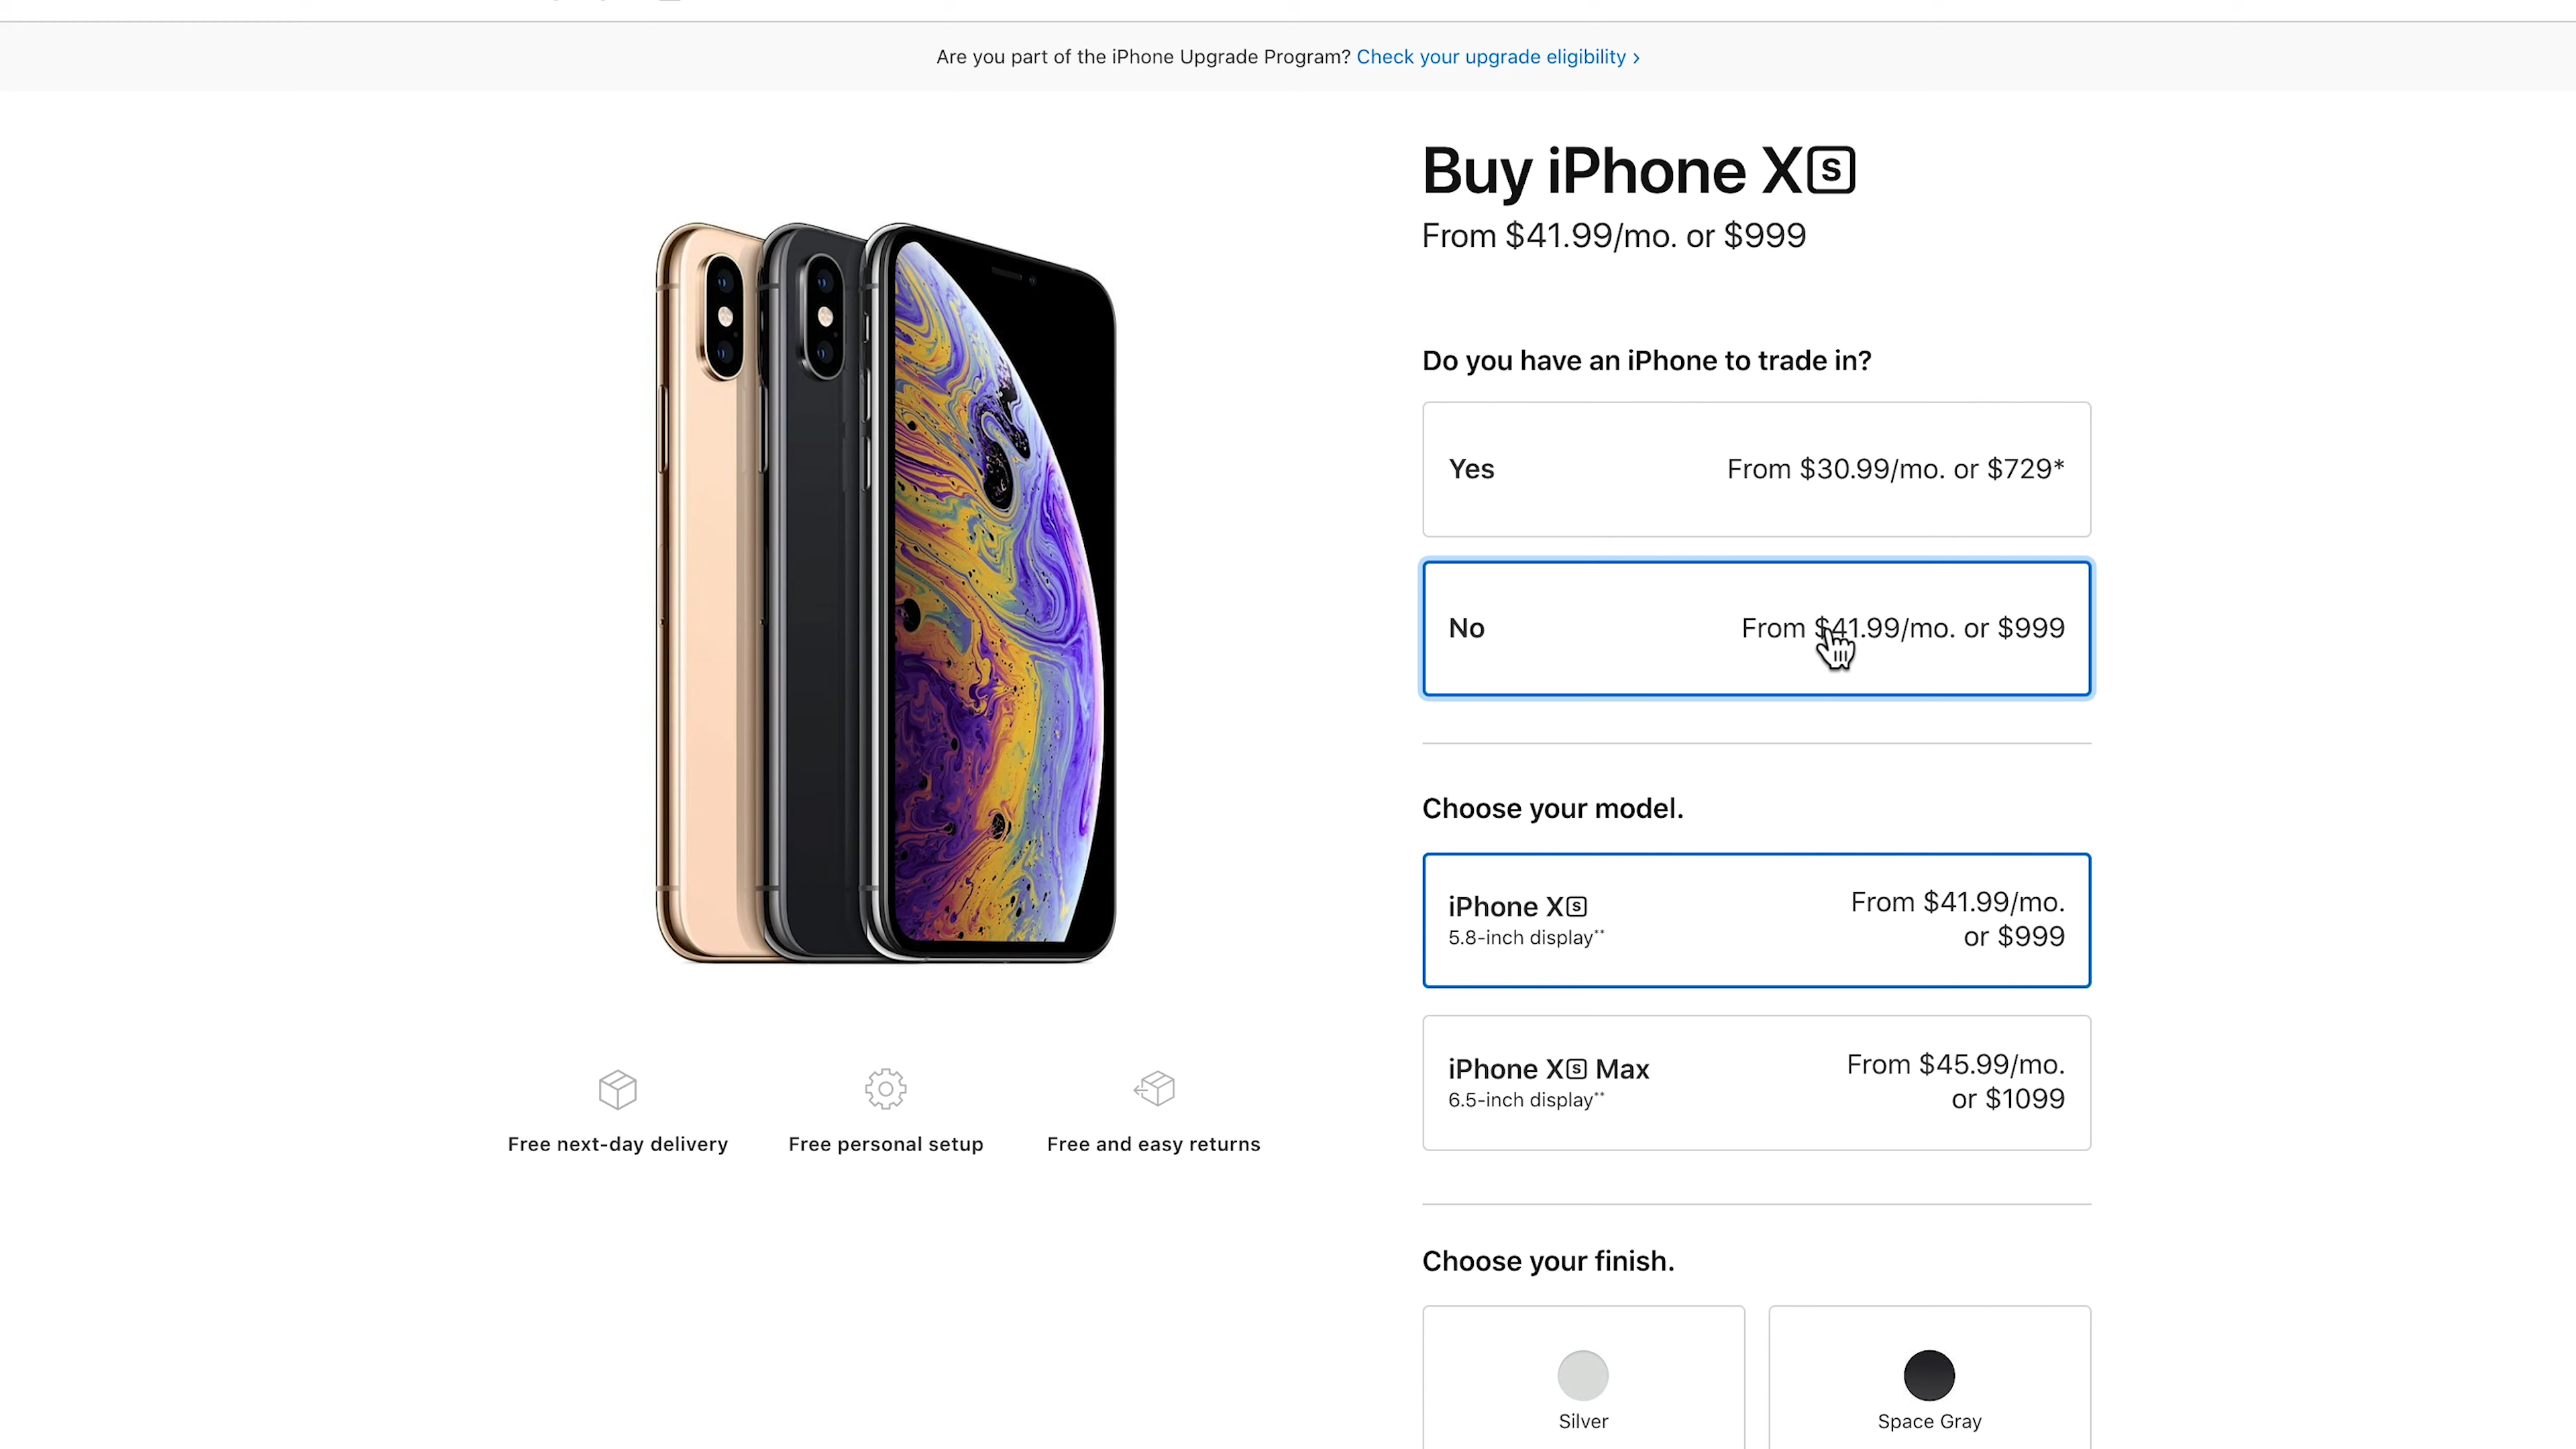 Are you part of the iPhone Upgrade Program? Check your upgrade eligibility ›
Buy iPhone XS
From $41.99/mo. or $999
Do you have an iPhone to trade in?
Yes From $30.99/mo. or $729*
No From $41.99/mo. or $999
Choose your model.
iPhone XS From $41.99/mo.
5.8-inch display** or $999
iPhone XS Max From $45.99/mo.
6.5-inch display** or $1099
Free next-day delivery Free personal setup Free and easy returns
Choose your finish.
Silver Space Gray